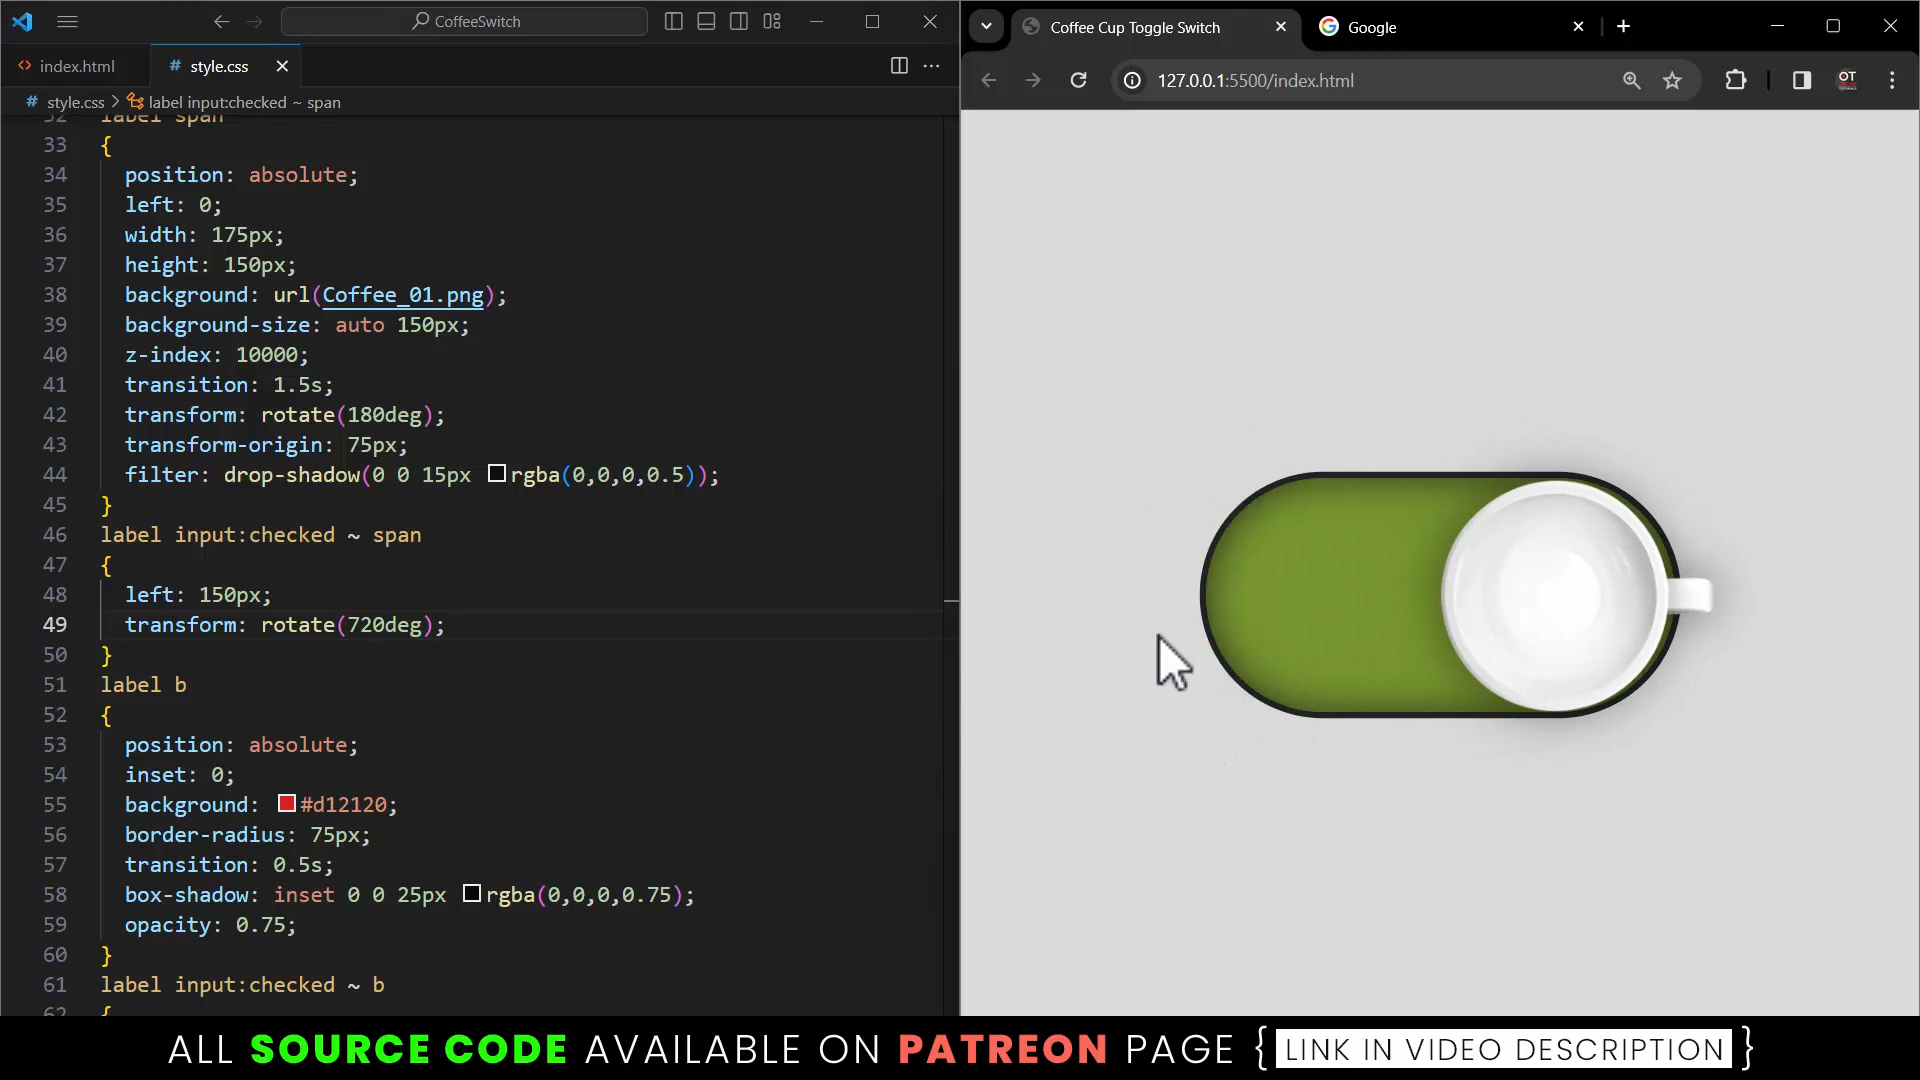 CoffeeSwitch
index.html
# style.css
# style.css > label input:checked ~ span
32 label span
33 {
34 position: absolute;
35 left: 0;
36 width: 175px;
37 height: 150px;
38 background: url(Coffee_01.png);
39 background-size: auto 150px;
40 z-index: 10000;
41 transition: 1.5s;
42 transform: rotate(180deg);
43 transform-origin: 75px;
44 filter: drop-shadow(0 0 15px rgba(0,0,0,0.5));
45 }
46 label input:checked ~ span
47 {
48 left: 150px;
49 transform: rotate(720deg);
50 }
51 label b
52 {
53 position: absolute;
54 inset: 0;
55 background: #d12120;
56 border-radius: 75px;
57 transition: 0.5s;
58 box-shadow: inset 0 0 25px rgba(0,0,0,0.75);
59 opacity: 0.75;
60 }
61 label input:checked ~ b
62 {
Coffee Cup Toggle Switch
Google
127.0.0.1:5500/index.html
OT
ALL SOURCE CODE AVAILABLE ON PATREON PAGE { LINK IN VIDEO DESCRIPTION }